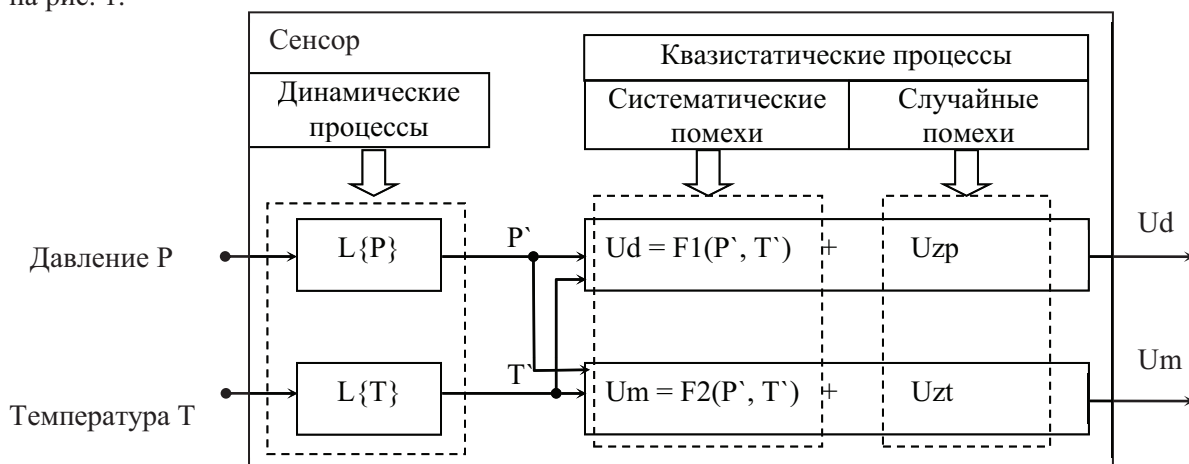 на рис. 1.
Сенсор
Квазистатические процессы
Динамические
процессы
Систематические
помехи
Случайные
помехи
Давление P
L{P}
P`
Ud = F1(P`, T`) + Uzp
Ud
Температура T
L{T}
T`
Um = F2(P`, T`) + Uzt
Um